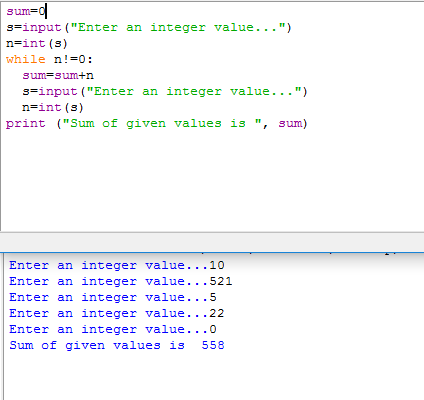 sum=0
s=input("Enter an integer value...")
n=int(s)
while n!=0:
  sum=sum+n
  s=input("Enter an integer value...")
  n=int(s)
print ("Sum of given values is ", sum)
Enter an integer value...10
Enter an integer value...521
Enter an integer value...5
Enter an integer value...22
Enter an integer value...0
Sum of given values is  558